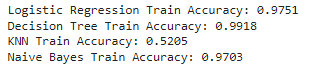 Logistic Regression Train Accuracy: 0.9751
Decision Tree Train Accuracy: 0.9918
KNN Train Accuracy: 0.5205
Naive Bayes Train Accuracy: 0.9703